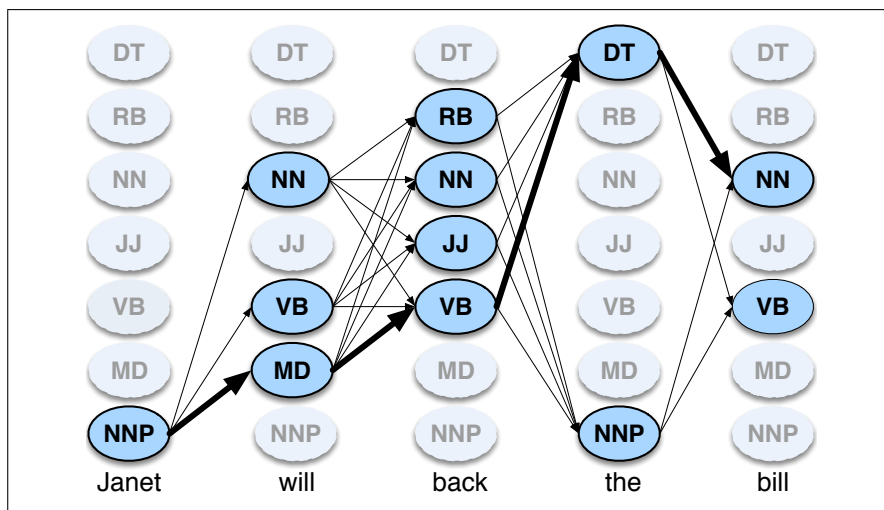 DT DT DT DT DT
RB RB RB RB RB
NN NN NN NN NN
JJ JJ JJ JJ JJ
VB VB VB VB VB
MD MD MD MD MD
NNP NNP NNP NNP NNP
Janet will back the bill